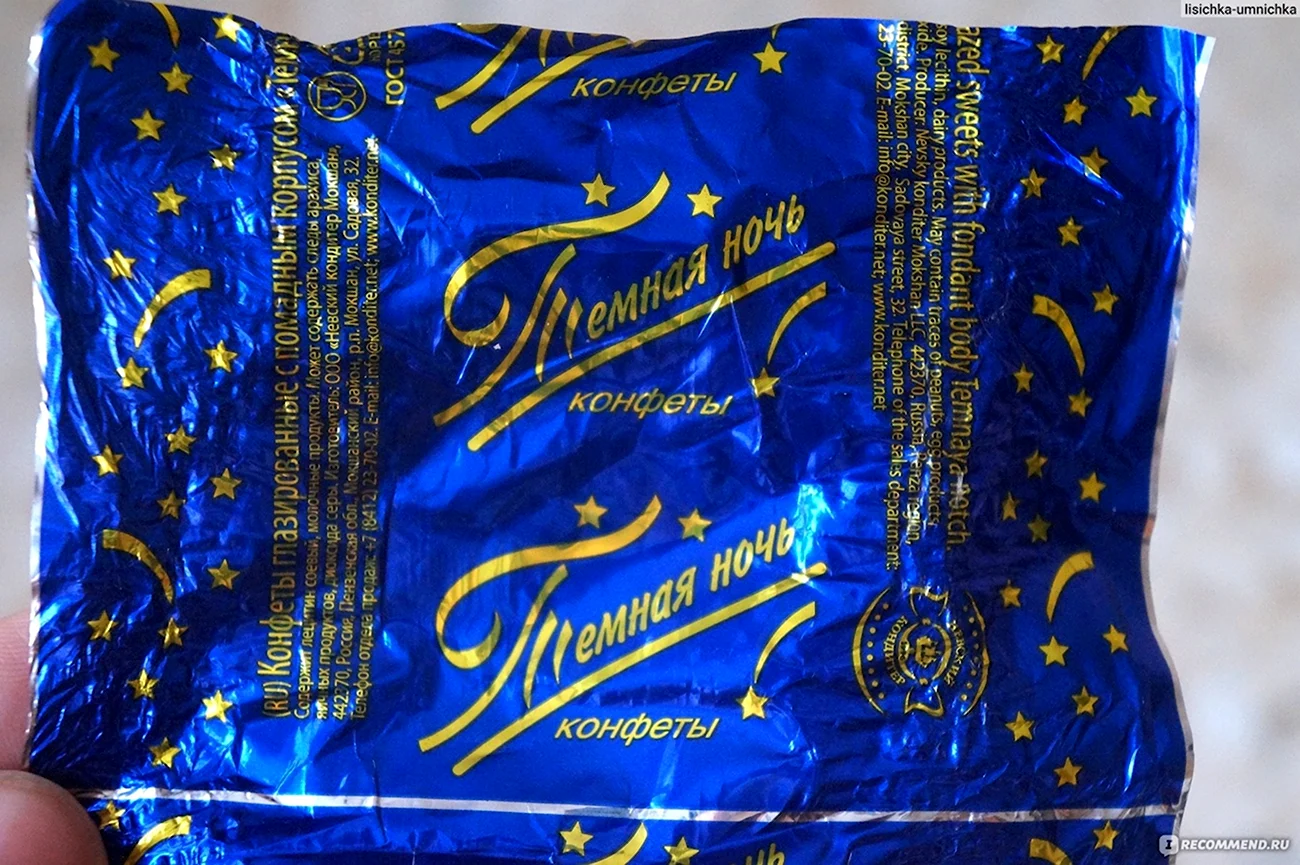 lisichka-umnichka
конфеты
Темная ночь
конфеты
Темная ночь
конфеты
ночь
(RU) Конфеты глазированные с помадным корпусом «Тем
Содержит лецитин соевый, молочные продукты. Может содержать следы арахиса,
яичных продуктов, диоксида серы. Изготовитель: ООО «Невский кондитер Мокшан»,
442370, Россия, Пензенская обл., Мокшанский район, р.п. Мокшан, ул. Садовая, 32.
Телефон отдела продаж: +7 (8412) 23-70-02. E-mail: info@konditer.net; www.konditer.net
ГОСТ 457
azed sweets with fondant body Temnaya notch.
soy lecithin, dairy products. May contain traces of peanuts, egg products,
xide. Producer: Nevsky konditer Mokshan LLC, 442370, Russia, Penza region,
district, Mokshan city, Sadovaya street, 32. Telephone of the sales department:
23-70-02. E-mail: info@konditer.net; www.konditer.net
IRECOMMEND.RU